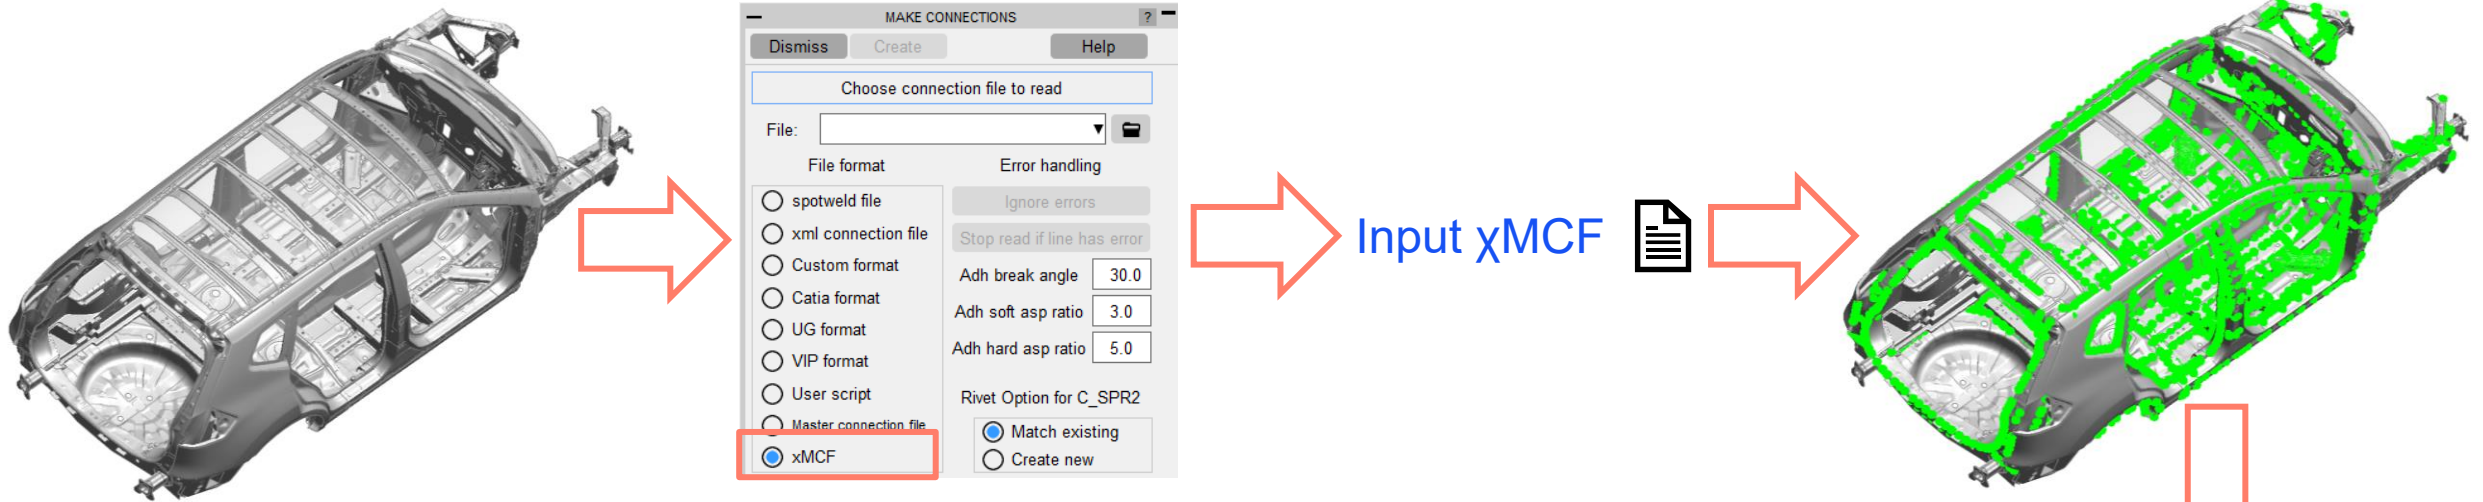 MAKE CONNECTIONS ?
Dismiss Create Help
Choose connection file to read
File:
File format Error handling
spotweld file Ignore errors
xml connection file Stop read if line has error
Custom format Adh break angle 30.0
Catia format Adh soft asp ratio 3.0
UG format Adh hard asp ratio 5.0
VIP format
User script Rivet Option for C_SPR2
Master connection file Match existing
xMCF Create new
Input χMCF